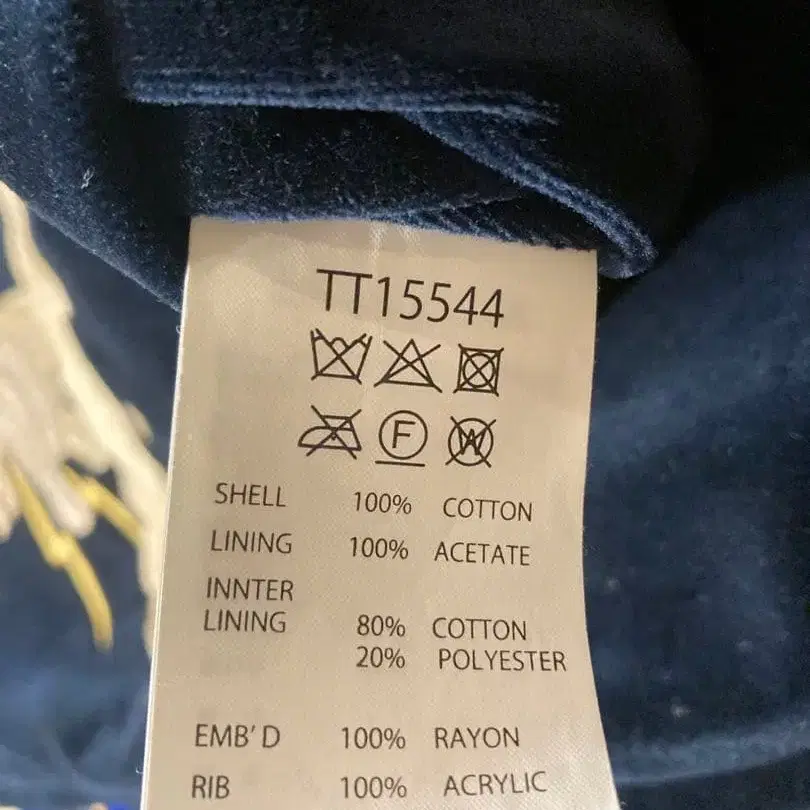 TT15544
F W
SHELL 100% COTTON
LINING 100% ACETATE
INNTER
LINING 80% COTTON
20% POLYESTER
EMB' D 100% RAYON
RIB 100% ACRYLIC